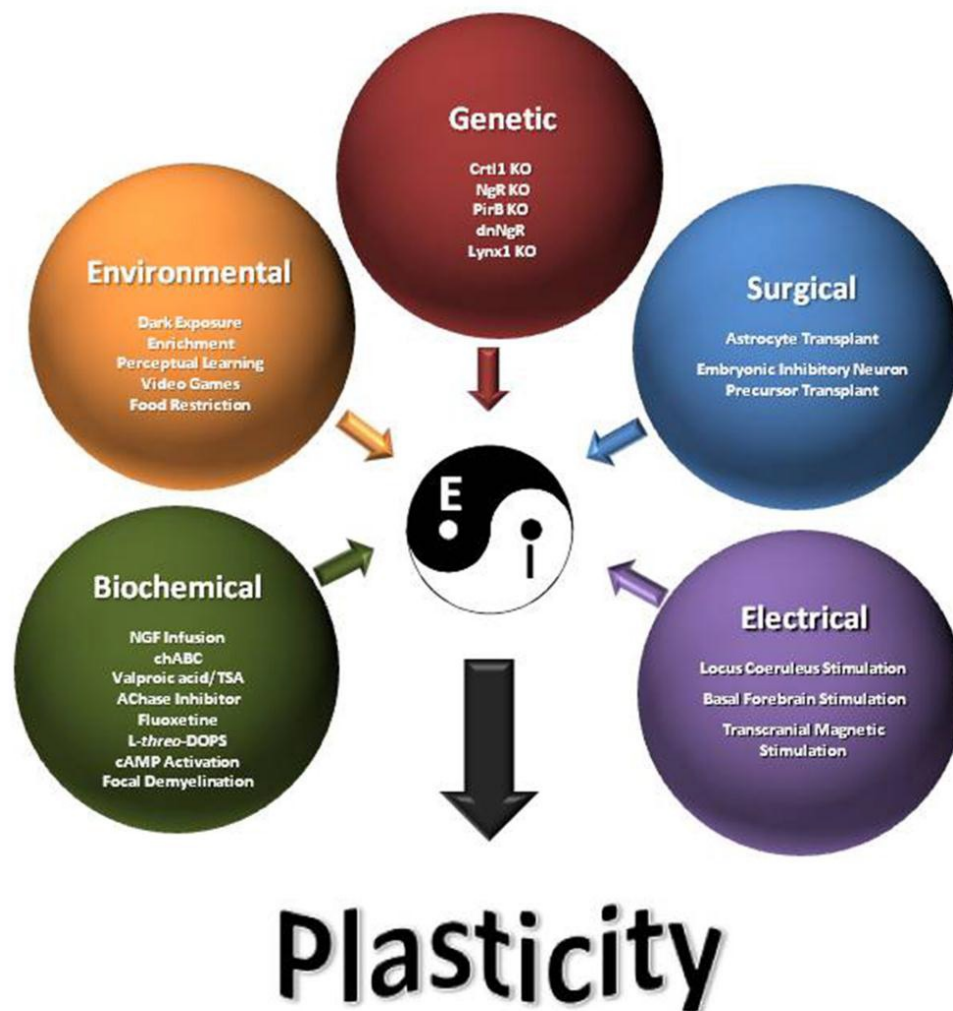 Genetic
Crtl1 KO
NgR KO
PirB KO
dnNgR
Lynx1 KO
Environmental
Dark Exposure
Enrichment
Perceptual Learning
Video Games
Food Restriction
Surgical
Astrocyte Transplant
Embryonic Inhibitory Neuron
Precursor Transplant
E
i
Biochemical
NGF Infusion
chABC
Valproic acid/TSA
AChase Inhibitor
Fluoxetine
L-threo-DOPS
cAMP Activation
Focal Demyelination
Electrical
Locus Coeruleus Stimulation
Basal Forebrain Stimulation
Transcranial Magnetic
Stimulation
Plasticity